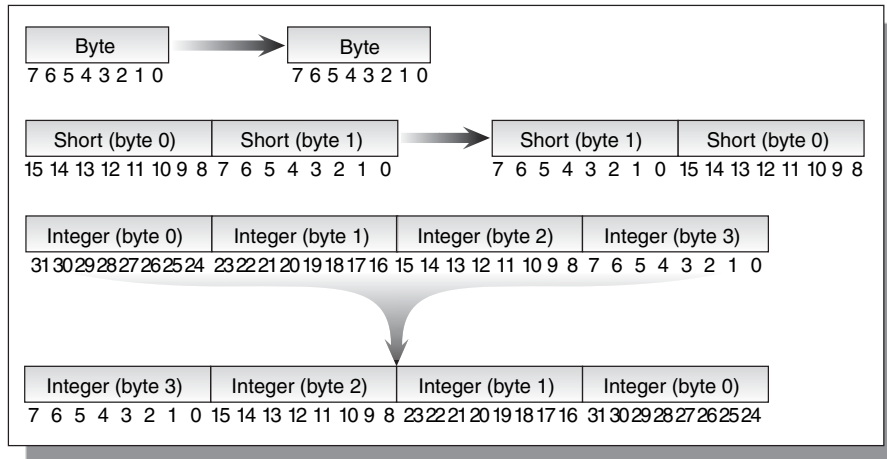 Byte Byte
7 6 5 4 3 2 1 0 7 6 5 4 3 2 1 0
Short (byte 0) Short (byte 1) Short (byte 1) Short (byte 0)
15 14 13 12 11 10 9 8 7 6 5 4 3 2 1 0 7 6 5 4 3 2 1 0 15 14 13 12 11 10 9 8
Integer (byte 0) Integer (byte 1) Integer (byte 2) Integer (byte 3)
31 30 29 28 27 26 25 24 23 22 21 20 19 18 17 16 15 14 13 12 11 10 9 8 7 6 5 4 3 2 1 0
Integer (byte 3) Integer (byte 2) Integer (byte 1) Integer (byte 0)
7 6 5 4 3 2 1 0 15 14 13 12 11 10 9 8 23 22 21 20 19 18 17 16 31 30 29 28 27 26 25 24